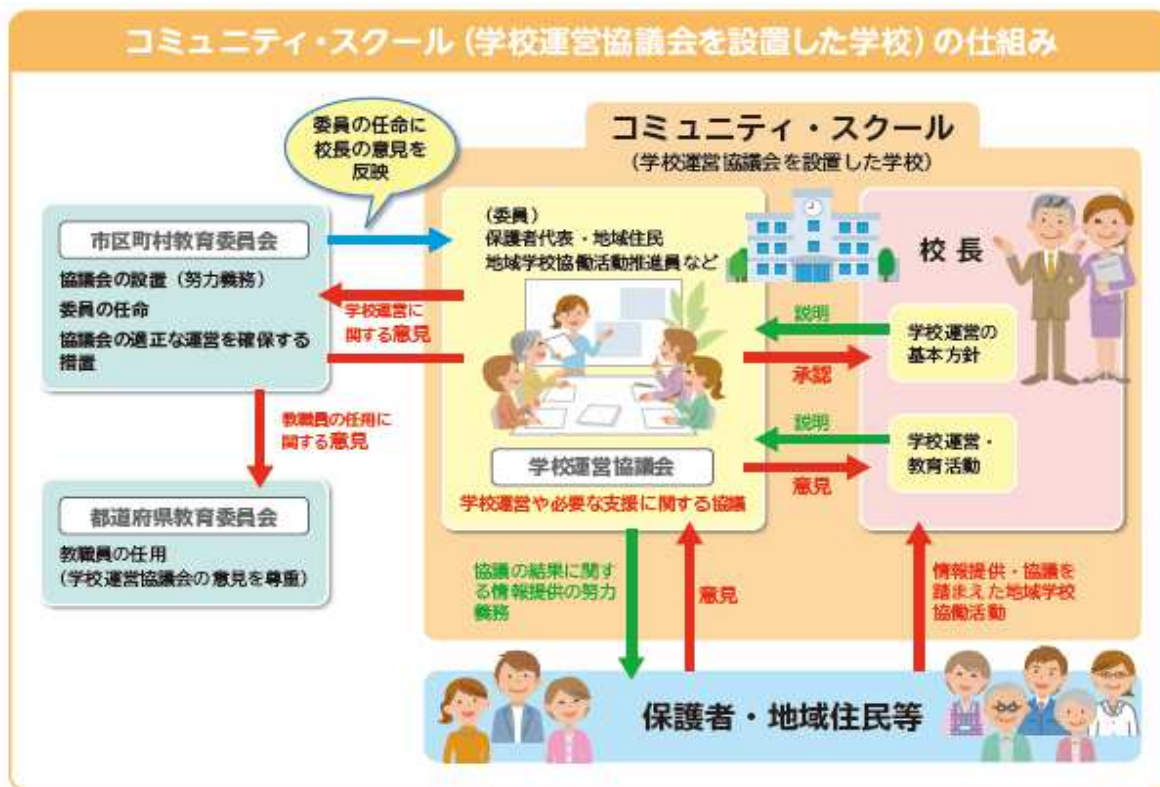 コミュニティ・スクール(学校運営協議会を設置した学校)の仕組み
委員の任命に
校長の意見を
反映
コミュニティ・スクール
(学校運営協議会を設置した学校)
市区町村教育委員会
協議会の設置(努力義務)
委員の任命
協議会の適正な運営を確保する
措置
学校運営に
関する意見
(委員)
保護者代表・地域住民
地域学校協働活動推進員など
校長
説明
学校運営の
基本方針
承認
説明
学校運営・
教育活動
意見
学校運営協議会
学校運営や必要な支援に関する協議
教職員の任用に
関する意見
都道府県教育委員会
教職員の任用
(学校運営協議会の意見を尊重)
協議の結果に関す
る情報提供の努力
義務
意見
情報提供・協議を
踏まえた地域学校
協働活動
保護者・地域住民等